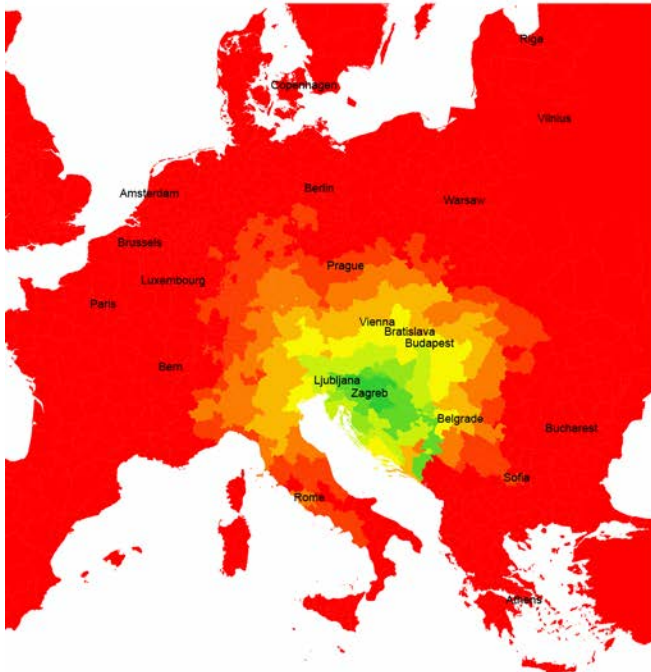 Riga
Copenhagen
Vilnius
Berlin
Amsterdam
Warsaw
Brussels
Prague
Luxembourg
Paris
Vienna
Bratislava
Budapest
Bern
Ljubljana
Zagreb
Belgrade
Bucharest
Sofia
Rome
Athens